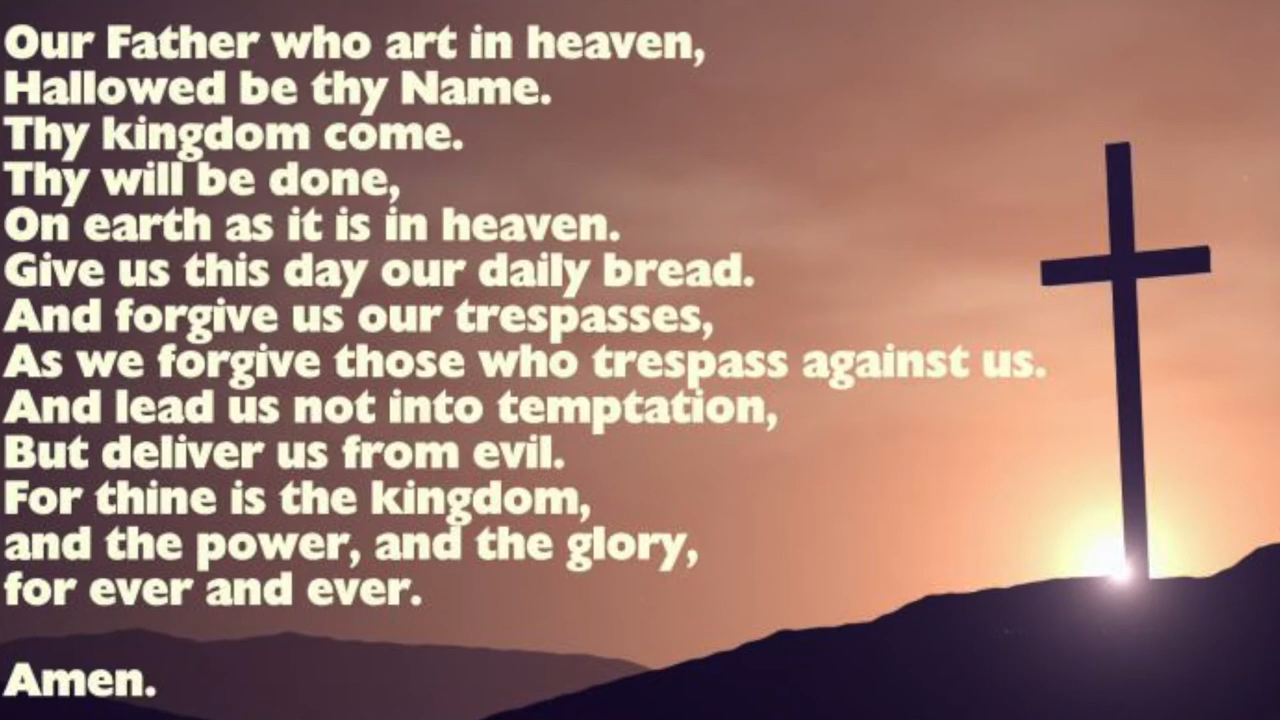 Our Father who art in heaven,
Hallowed be thy Name.
Thy kingdom come.
Thy will be done,
On earth as it is in heaven.
Give us this day our daily bread.
And forgive us our trespasses,
As we forgive those who trespass against us.
And lead us not into temptation,
But deliver us from evil.
For thine is the kingdom,
and the power, and the glory,
for ever and ever.
Amen.